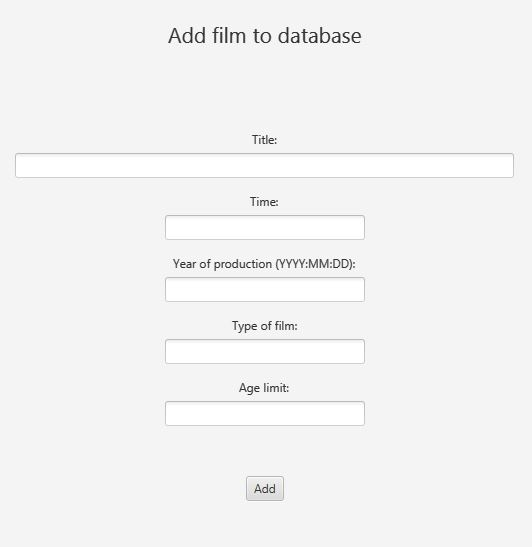 Add film to database
Title:
Time:
Year of production (YYYY:MM:DD):
Type of film:
Age limit:
Add